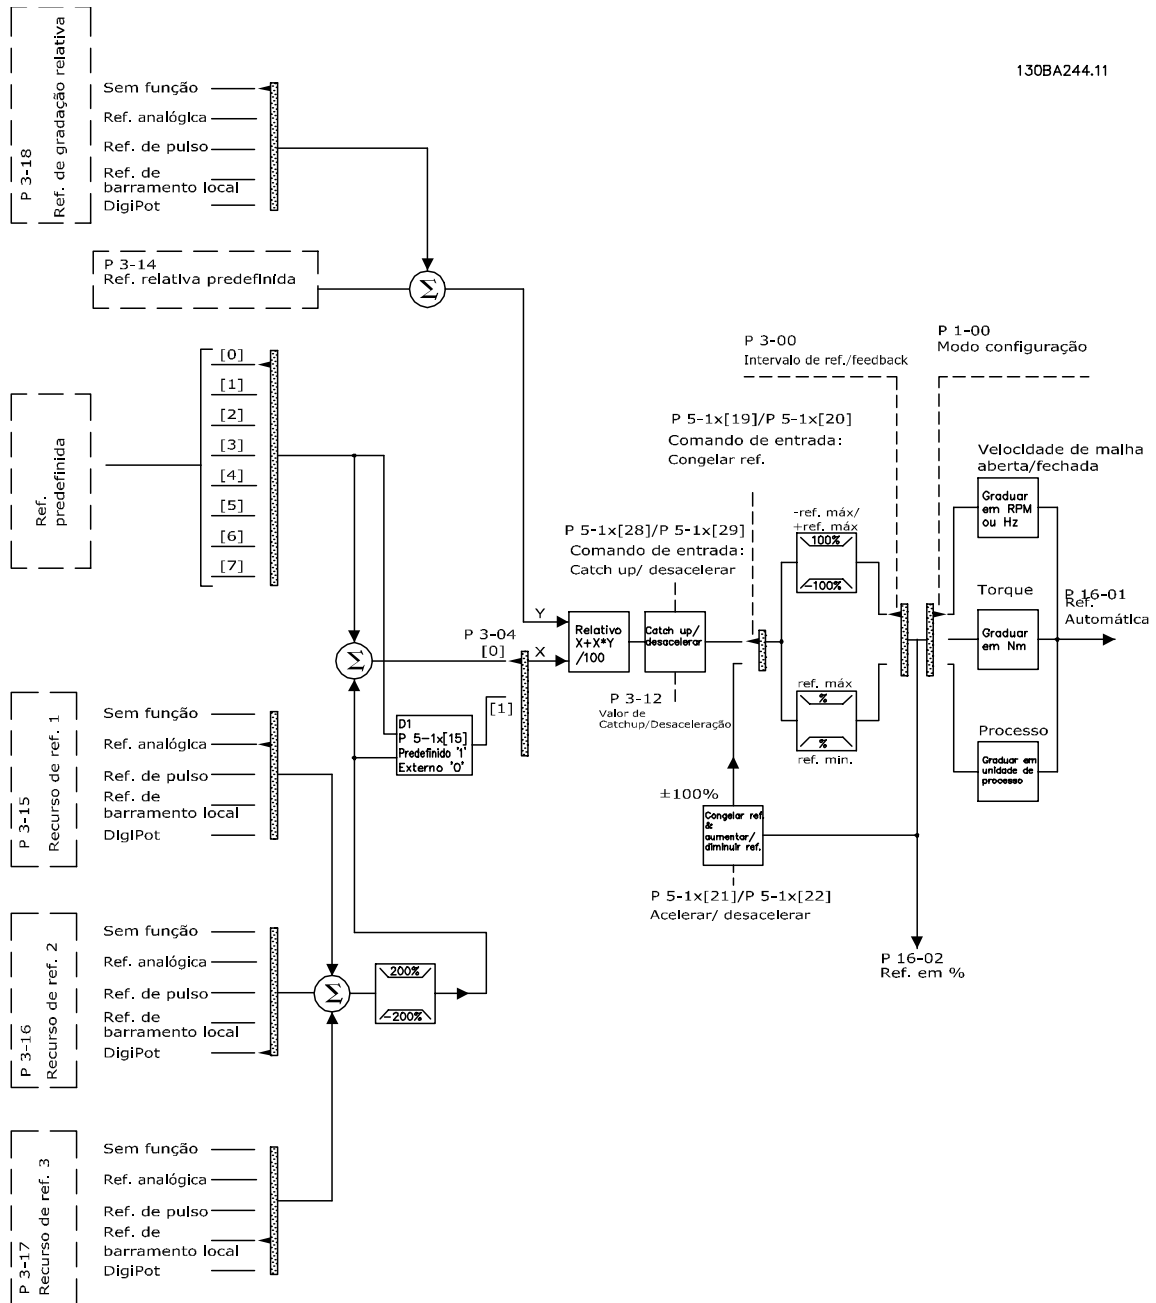 130BA244.11
P 3-18
Ref. de gradação relativa
Sem função
Ref. analógica
Ref. de pulso
Ref. de
barramento local
DigiPot
P 3-14
Ref. relativa predefinida
Σ
Ref.
predefinida
[0]
[1]
[2]
[3]
[4]
[5]
[6]
[7]
P 3-00
Intervalo de ref./feedback
P 1-00
Modo configuração
P 5-1x[19]/P 5-1x[20]
Comando de entrada:
Congelar ref.
P 5-1x[28]/P 5-1x[29]
Comando de entrada:
Catch up/ desacelerar
-ref. máx/
+ref. máx
100%
-100%
Velocidade de malha
aberta/fechada
Graduar
em RPM
ou Hz
Torque
Graduar
em Nm
P 16-01
Ref.
Automática
Processo
Graduar em
unidade de
processo
Y
X
Relativo
X+X*Y
/100
Catch up/
desacelerar
P 3-12
Valor de
Catchup/Desaceleração
ref. máx
%
%
ref. min.
Σ
P 3-04
[0]
[1]
D1
P 5-1x[15]
Predefinido '1'
Externo '0'
±100%
Congelar ref.
&
aumentar/
diminuir ref.
P 5-1x[21]/P 5-1x[22]
Acelerar/ desacelerar
P 16-02
Ref. em %
P 3-15
Recurso de ref. 1
Sem função
Ref. analógica
Ref. de pulso
Ref. de
barramento local
DigiPot
P 3-16
Recurso de ref. 2
Sem função
Ref. analógica
Ref. de pulso
Ref. de
barramento local
DigiPot
Σ
200%
-200%
P 3-17
Recurso de ref. 3
Sem função
Ref. analógica
Ref. de pulso
Ref. de
barramento local
DigiPot